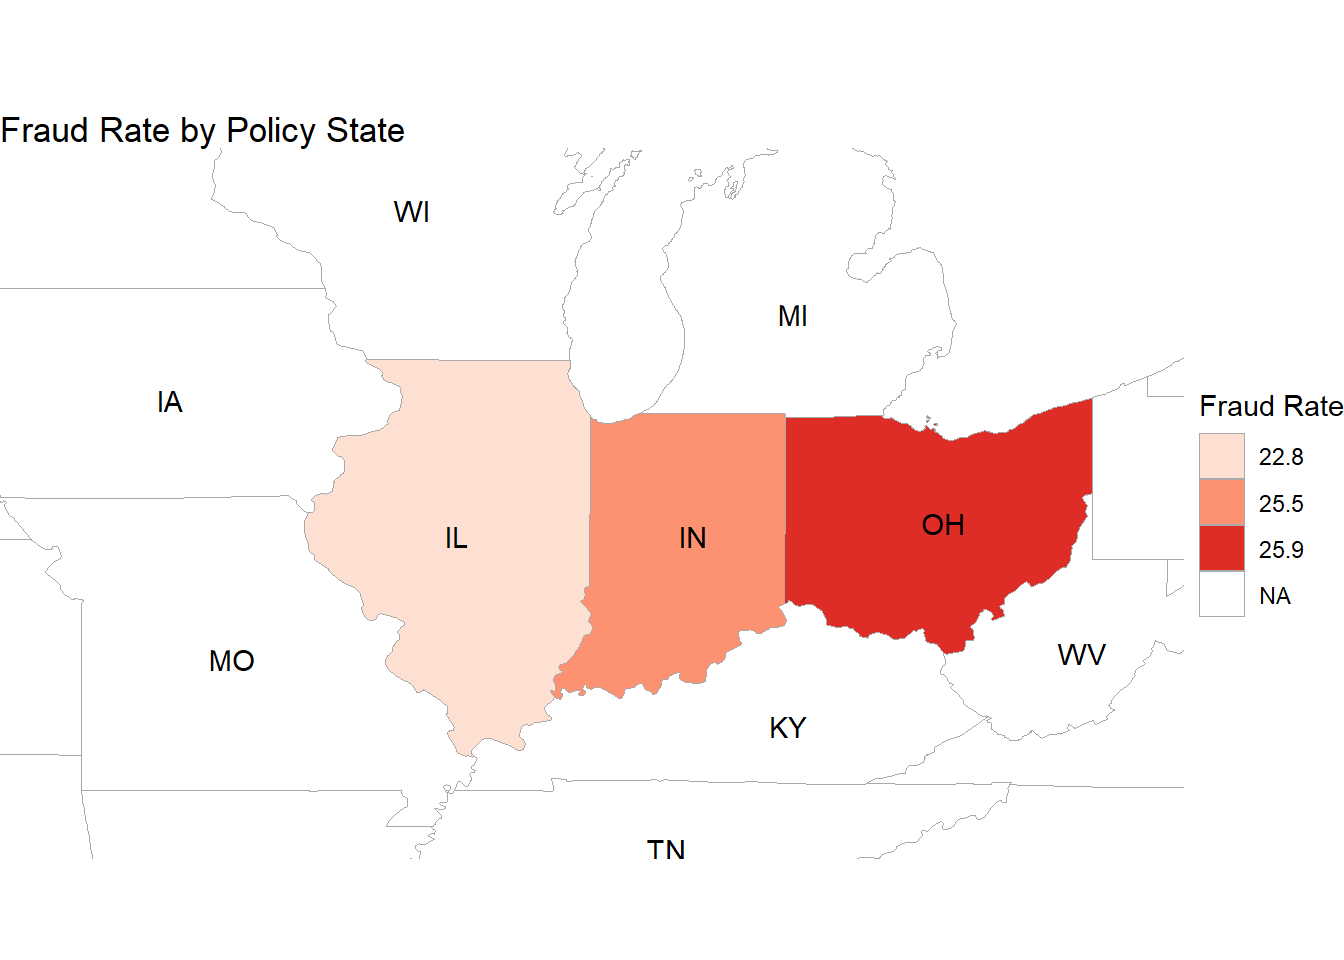 Fraud Rate by Policy State
WI
MI
IA
IL
IN
OH
MO
WV
KY
TN
Fraud Rate
22.8
25.5
25.9
NA